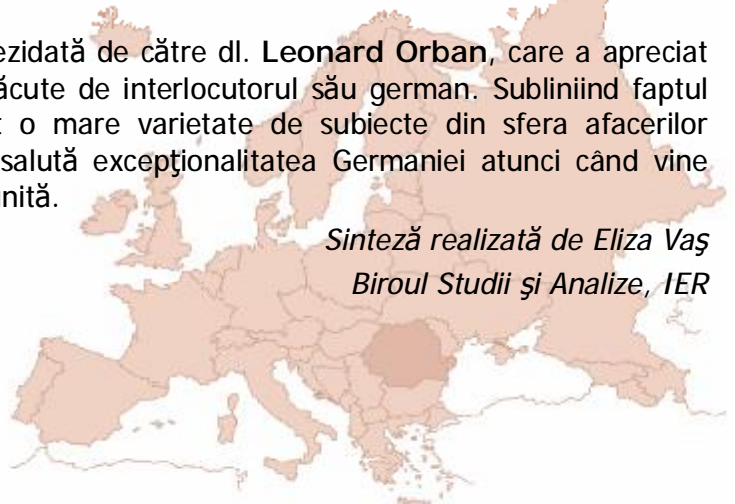 ezidată de către dl. Leonard Orban, care a apreciat
ăcute de interlocutorul său german. Subliniind faptul
o mare varietate de subiecte din sfera afacerilor
salută excepţionalitatea Germaniei atunci când vine
nită.
Sinteză realizată de Eliza Vaş
Biroul Studii şi Analize, IER